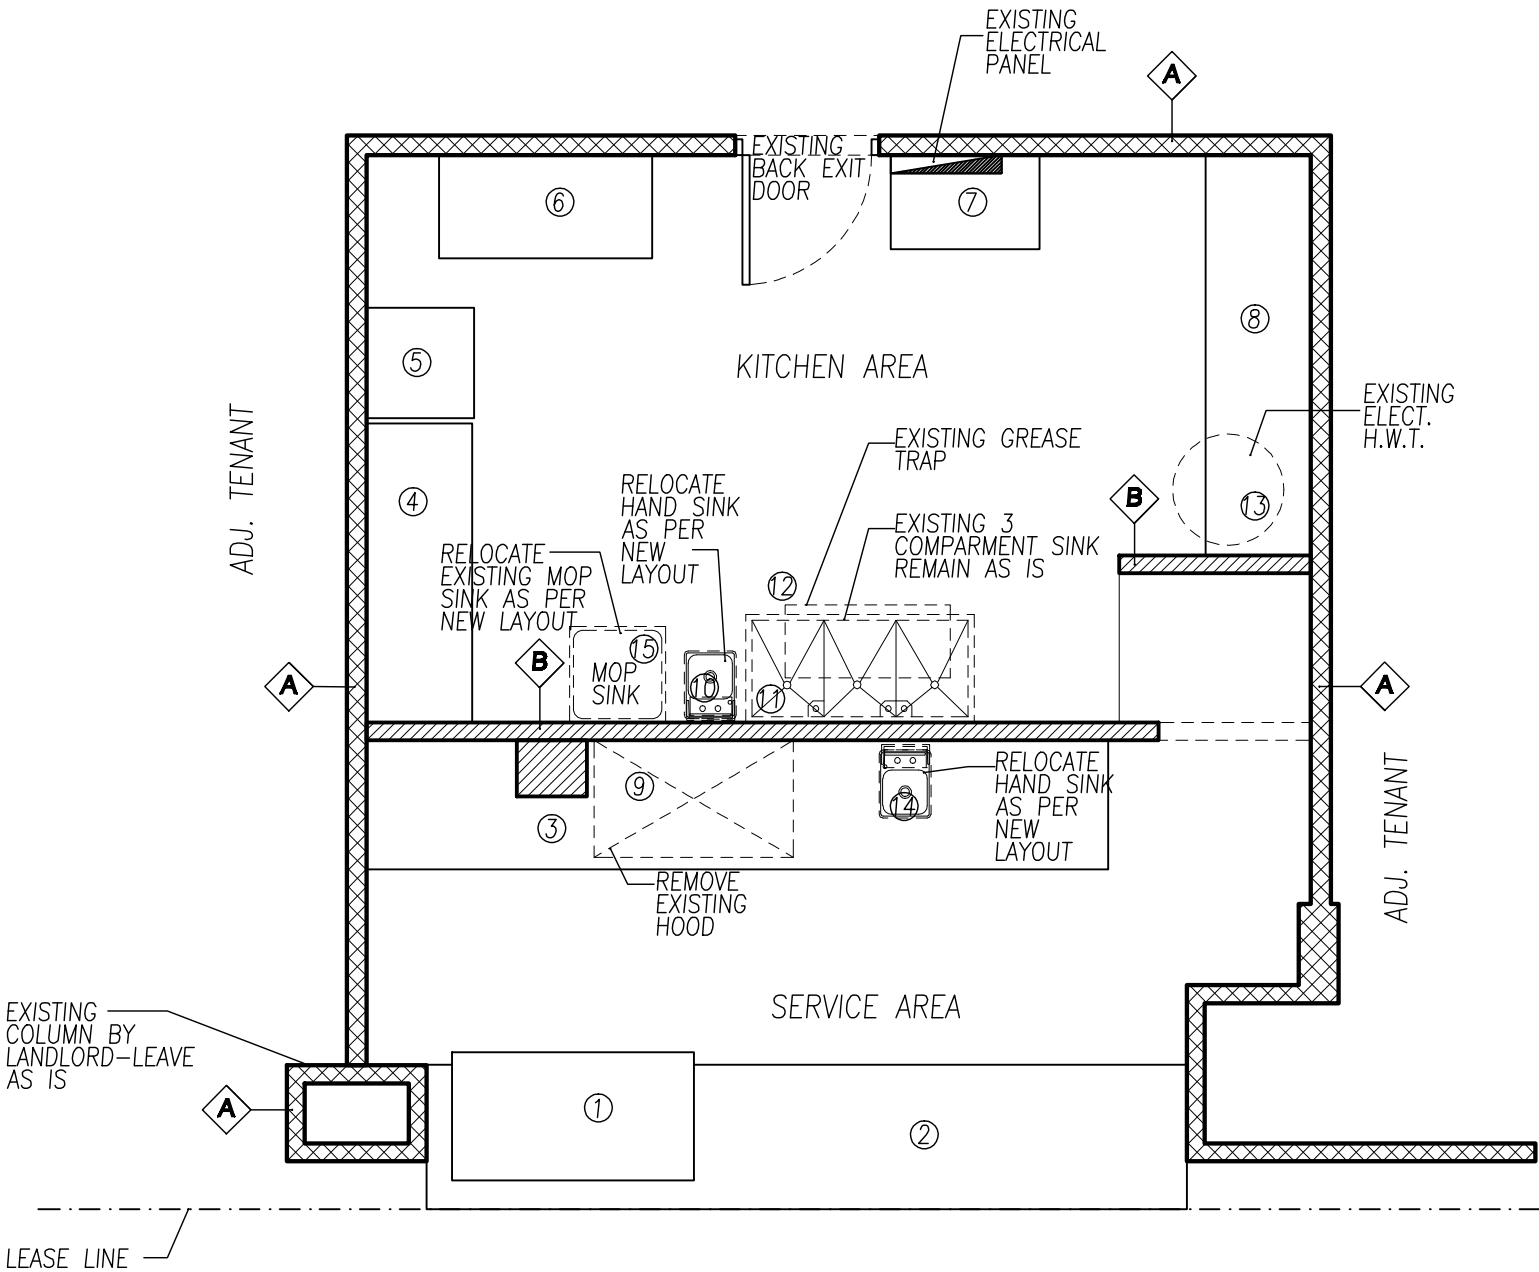 EXISTING
ELECTRICAL
PANEL
A
EXISTING
BACK EXIT
DOOR
6
7
8
5
KITCHEN AREA
EXISTING
ELECT.
H.W.T.
ADJ. TENANT
4
EXISTING GREASE
TRAP
RELOCATE
HAND SINK
AS PER
NEW
LAYOUT
B
13
EXISTING 3
COMPARMENT SINK
REMAIN AS IS
RELOCATE
EXISTING MOP
SINK AS PER
NEW LAYOUT
12
15
B
MOP
SINK
10
11
A
A
9
3
14
RELOCATE
HAND SINK
AS PER
NEW
LAYOUT
ADJ. TENANT
REMOVE
EXISTING
HOOD
SERVICE AREA
EXISTING
COLUMN BY
LANDLORD-LEAVE
AS IS
A
1
2
LEASE LINE